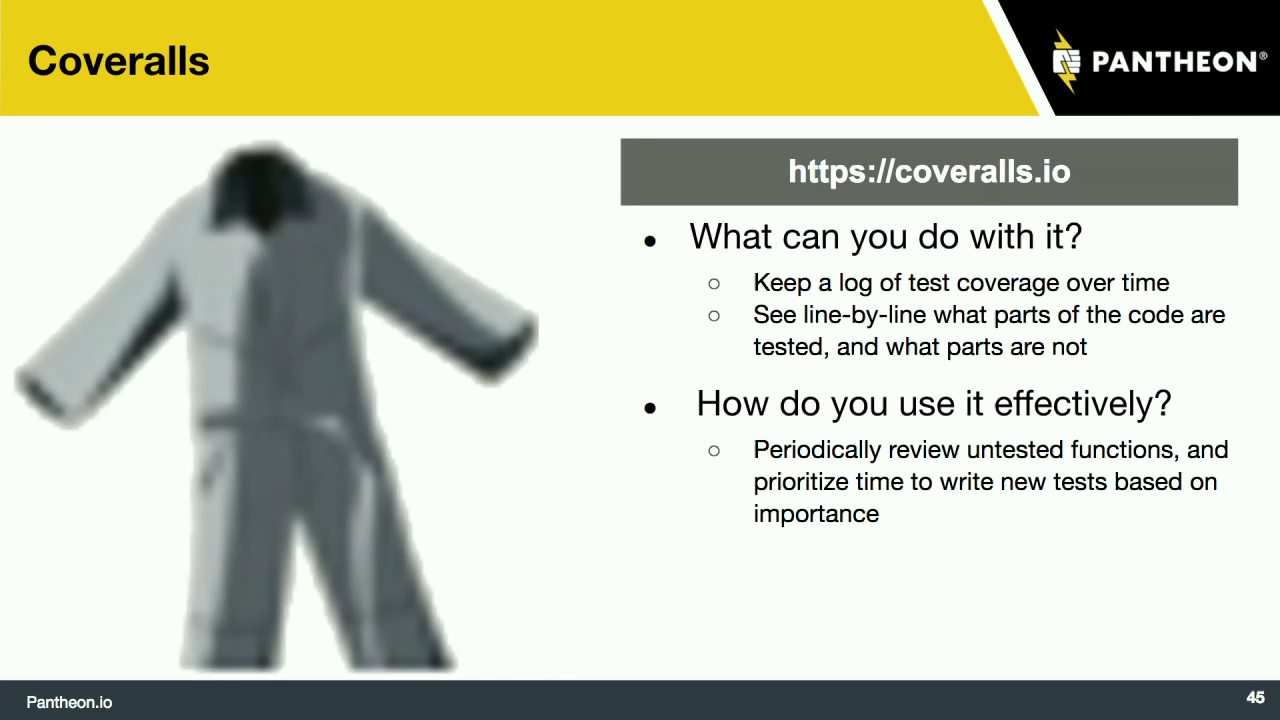 Coveralls
PANTHEON®
https://coveralls.io
● What can you do with it?
○ Keep a log of test coverage over time
○ See line-by-line what parts of the code are
tested, and what parts are not
● How do you use it effectively?
○ Periodically review untested functions, and
prioritize time to write new tests based on
importance
Pantheon.io
45